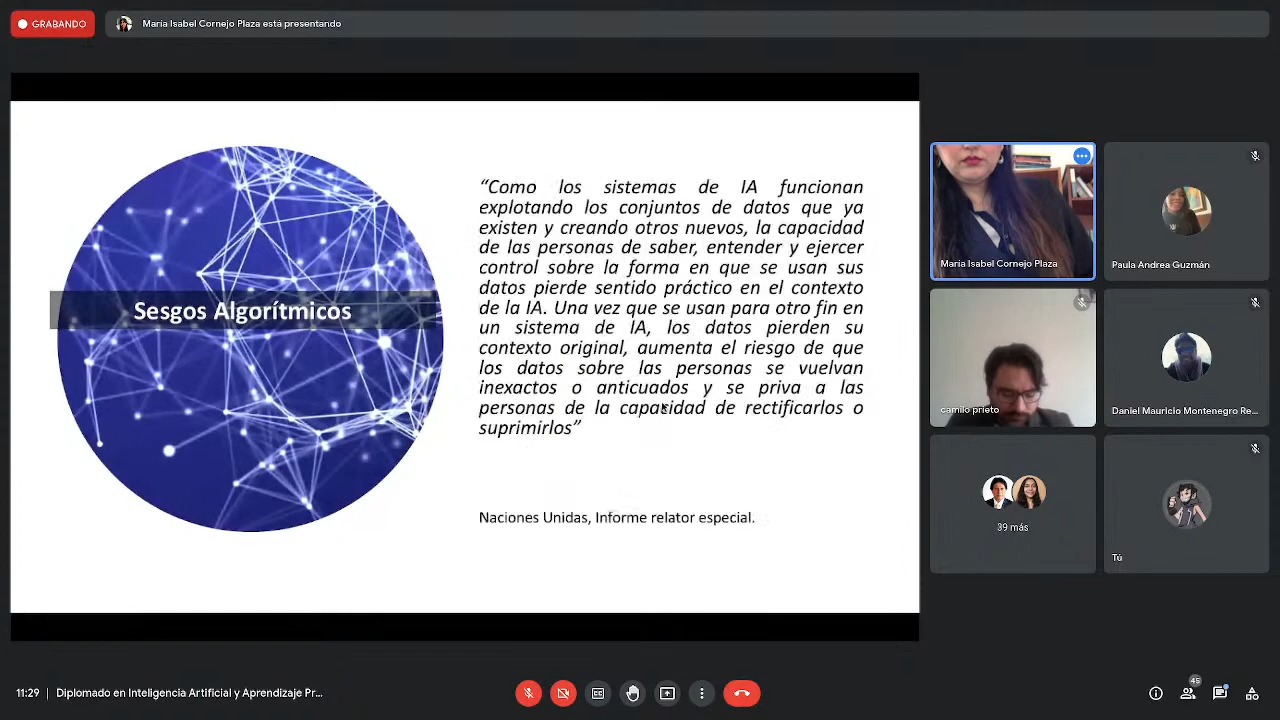 GRABANDO
María Isabel Cornejo Plaza está presentando
Sesgos Algorítmicos
“Como los sistemas de IA funcionan
explotando los conjuntos de datos que ya
existen y creando otros nuevos, la capacidad
de las personas de saber, entender y ejercer
control sobre la forma en que se usan sus
datos pierde sentido práctico en el contexto
de la IA. Una vez que se usan para otro fin en
un sistema de IA, los datos pierden su
contexto original, aumenta el riesgo de que
los datos sobre las personas se vuelvan
inexactos o anticuados y se priva a las
personas de la capacidad de rectificarlos o
suprimirlos”
Naciones Unidas, Informe relator especial.
María Isabel Cornejo Plaza
Paula Andrea Guzmán
camilo prieto
Daniel Mauricio Montenegro Re...
39 más
Tú
11:29 | Diplomado en Inteligencia Artificial y Aprendizaje Pr...
45